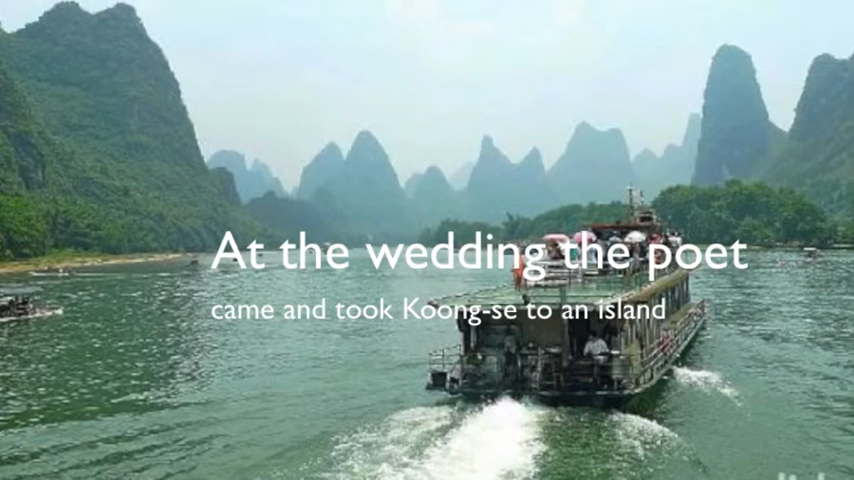 At the wedding the poet
came and took Koong-se to an island